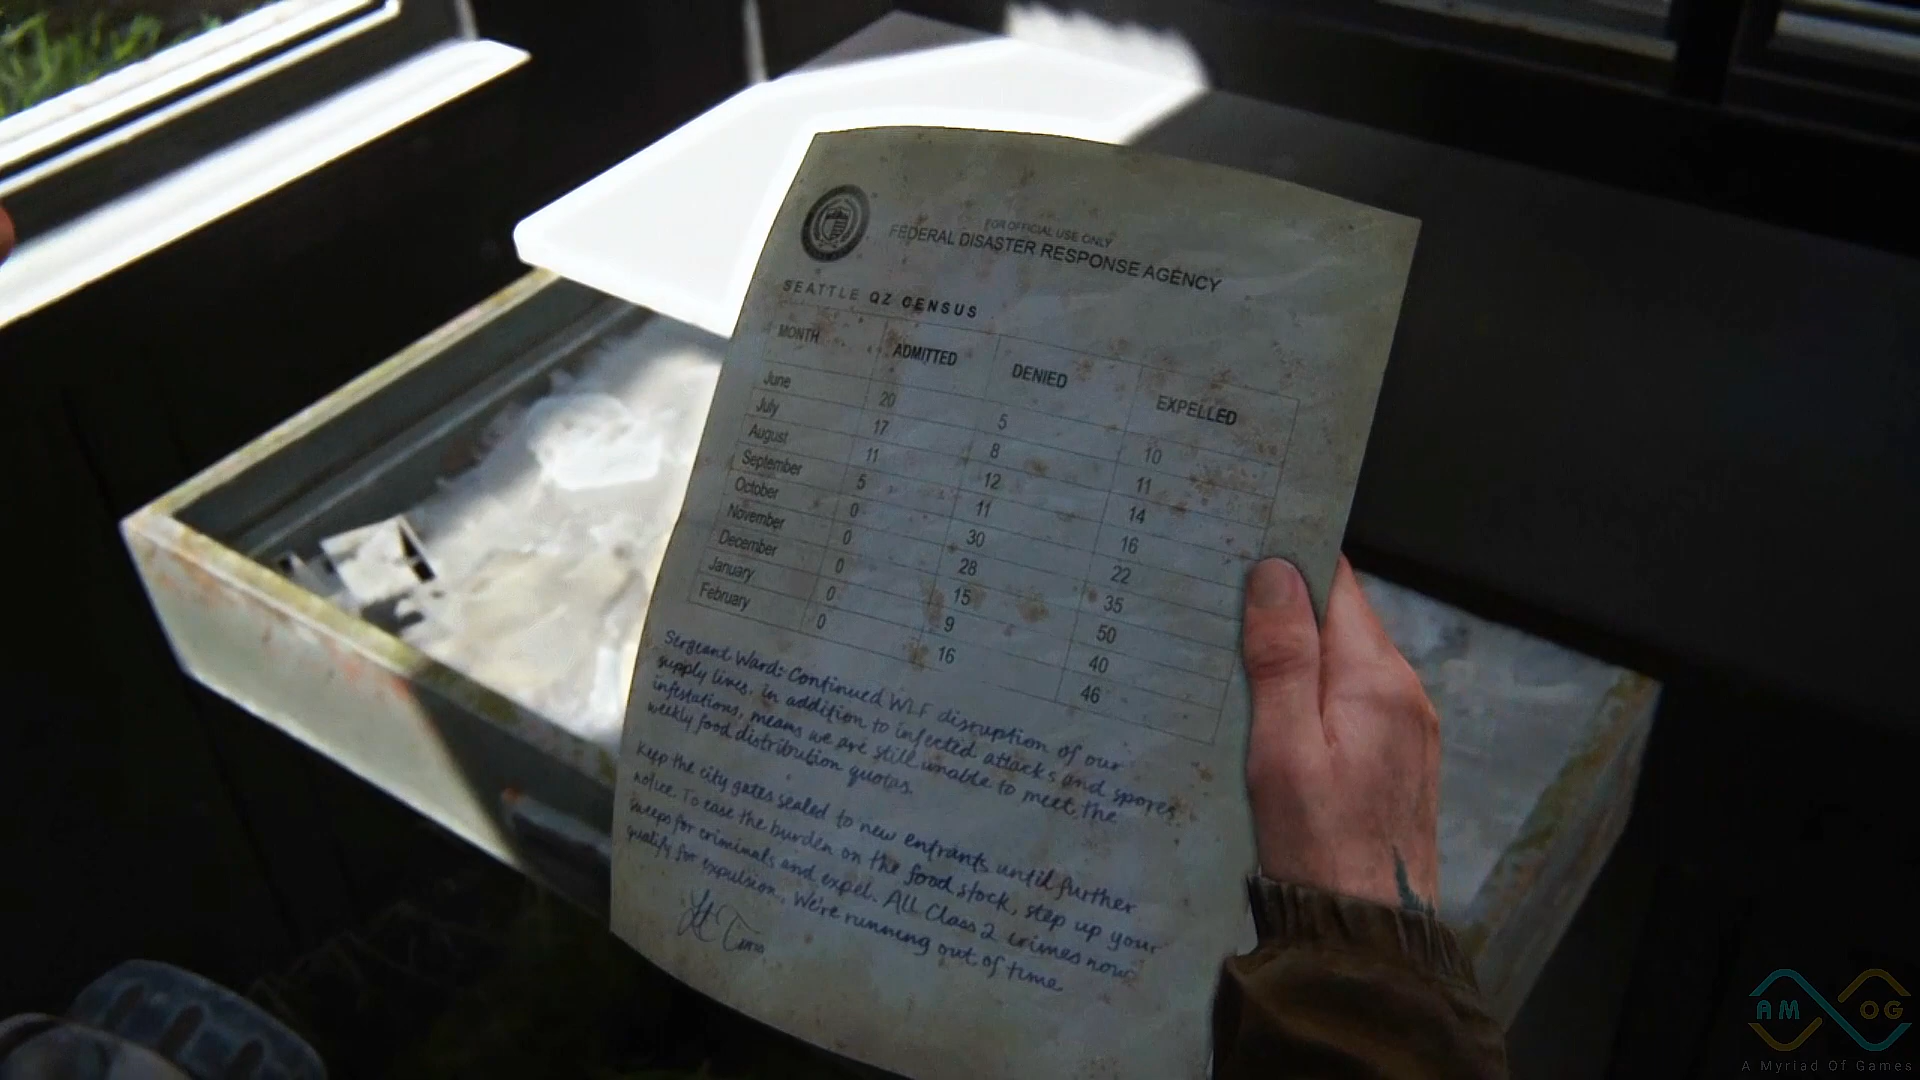 FOR OFFICIAL USE ONLY
FEDERAL DISASTER RESPONSE AGENCY
SEATTLE QZ CENSUS
MONTH ADMITTED DENIED EXPELLED
June 20 5 10
July 17 8 11
August 11 12 14
September 5 11 16
October 0 30 22
November 0 28 35
December 0 15 50
January 0 9 40
February 0 16 46
Sergeant Ward: Continued WLF disruption of our
supply lines, in addition to infected attacks and spores
infestations, means we are still unable to meet the
weekly food distribution quotas.
Keep the city gates sealed to new entrants until further
notice. To ease the burden on the food stock, step up your
sweeps for criminals and expel. All Class 2 crimes now
qualify for expulsion. We're running out of time.
AM OG
A Myriad Of Games